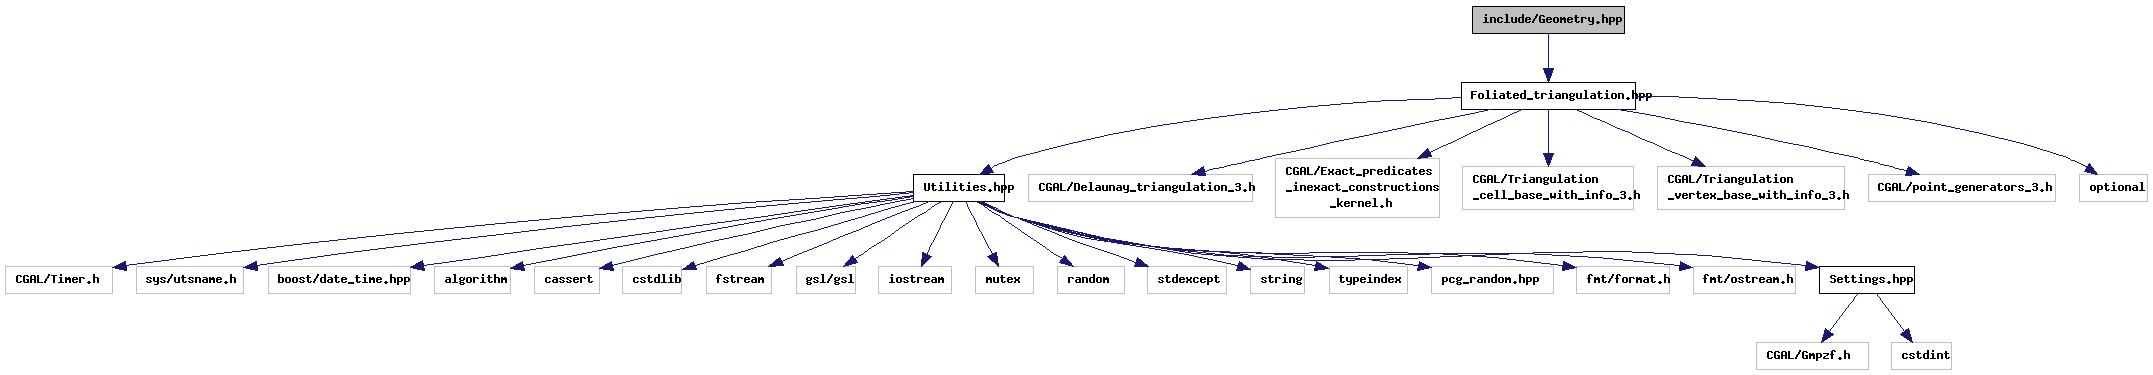 include/Geometry.hpp
Foliated_triangulation.hpp
Utilities.hpp
CGAL/Delaunay_triangulation_3.h
CGAL/Exact_predicates
_inexact_constructions
_kernel.h
CGAL/Triangulation
_cell_base_with_info_3.h
CGAL/Triangulation
_vertex_base_with_info_3.h
CGAL/point_generators_3.h
optional
CGAL/Timer.h
sys/utsname.h
boost/date_time.hpp
algorithm
cassert
cstdlib
fstream
gsl/gsl
iostream
mutex
random
stdexcept
string
typeindex
pcg_random.hpp
fmt/format.h
fmt/ostream.h
Settings.hpp
CGAL/Gmpzf.h
cstdint